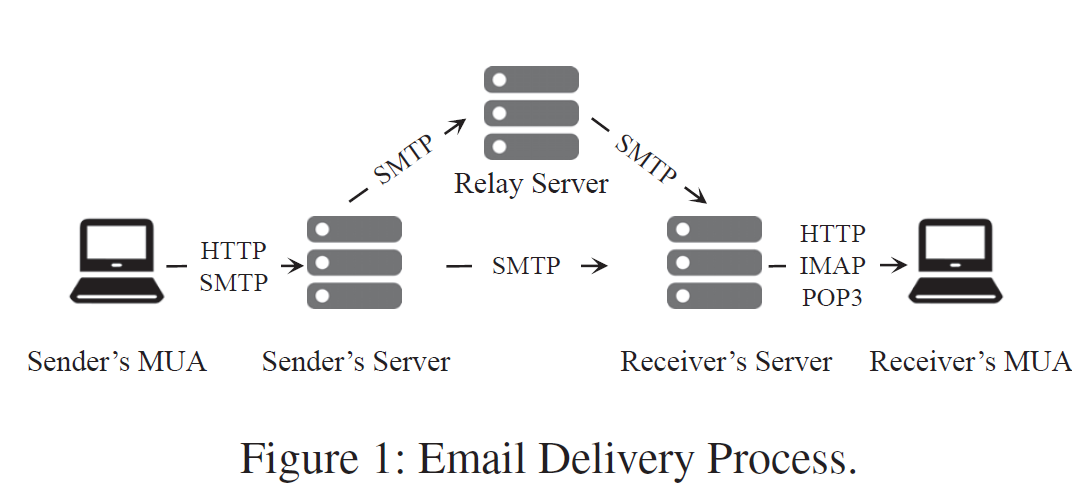 SMTP
SMTP
Relay Server
HTTP
SMTP
SMTP
HTTP
IMAP
POP3
Sender’s MUA
Sender’s Server
Receiver’s Server
Receiver’s MUA
Figure 1: Email Delivery Process.